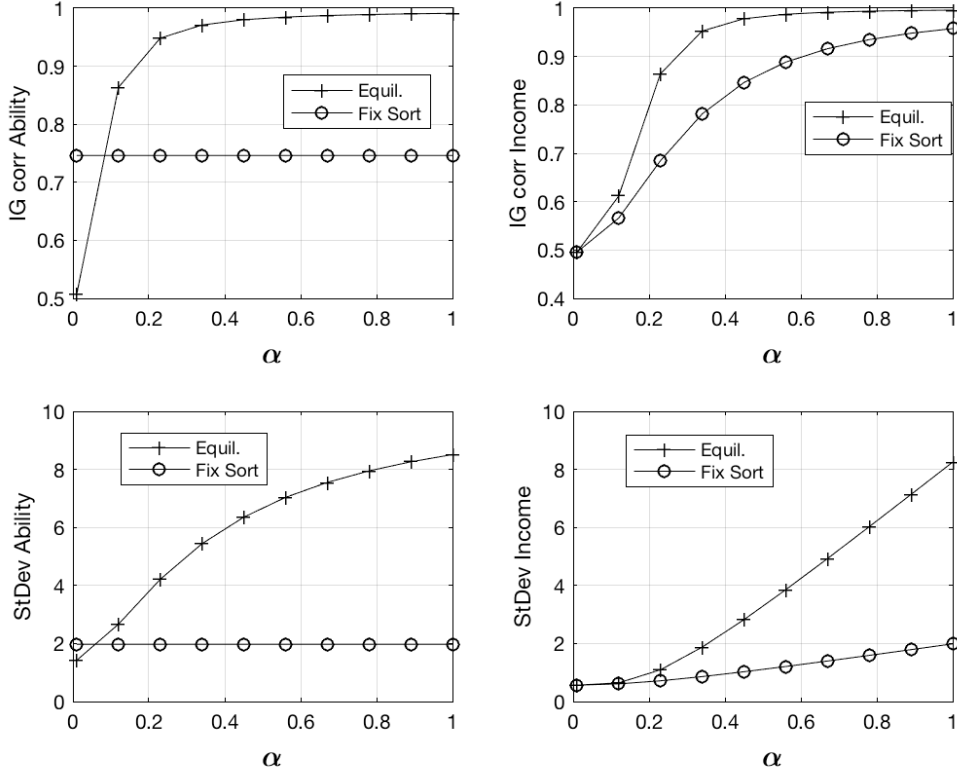 1
0.9
0.8
0.7
0.6
0.5
IG corr Ability
Equil.
Fix Sort
0 0.2 0.4 0.6 0.8 1
α
1
0.9
0.8
0.7
0.6
0.5
0.4
IG corr Income
Equil.
Fix Sort
0 0.2 0.4 0.6 0.8 1
α
10
8
6
4
2
0
StDev Ability
Equil.
Fix Sort
0 0.2 0.4 0.6 0.8 1
α
10
8
6
4
2
0
StDev Income
Equil.
Fix Sort
0 0.2 0.4 0.6 0.8 1
α